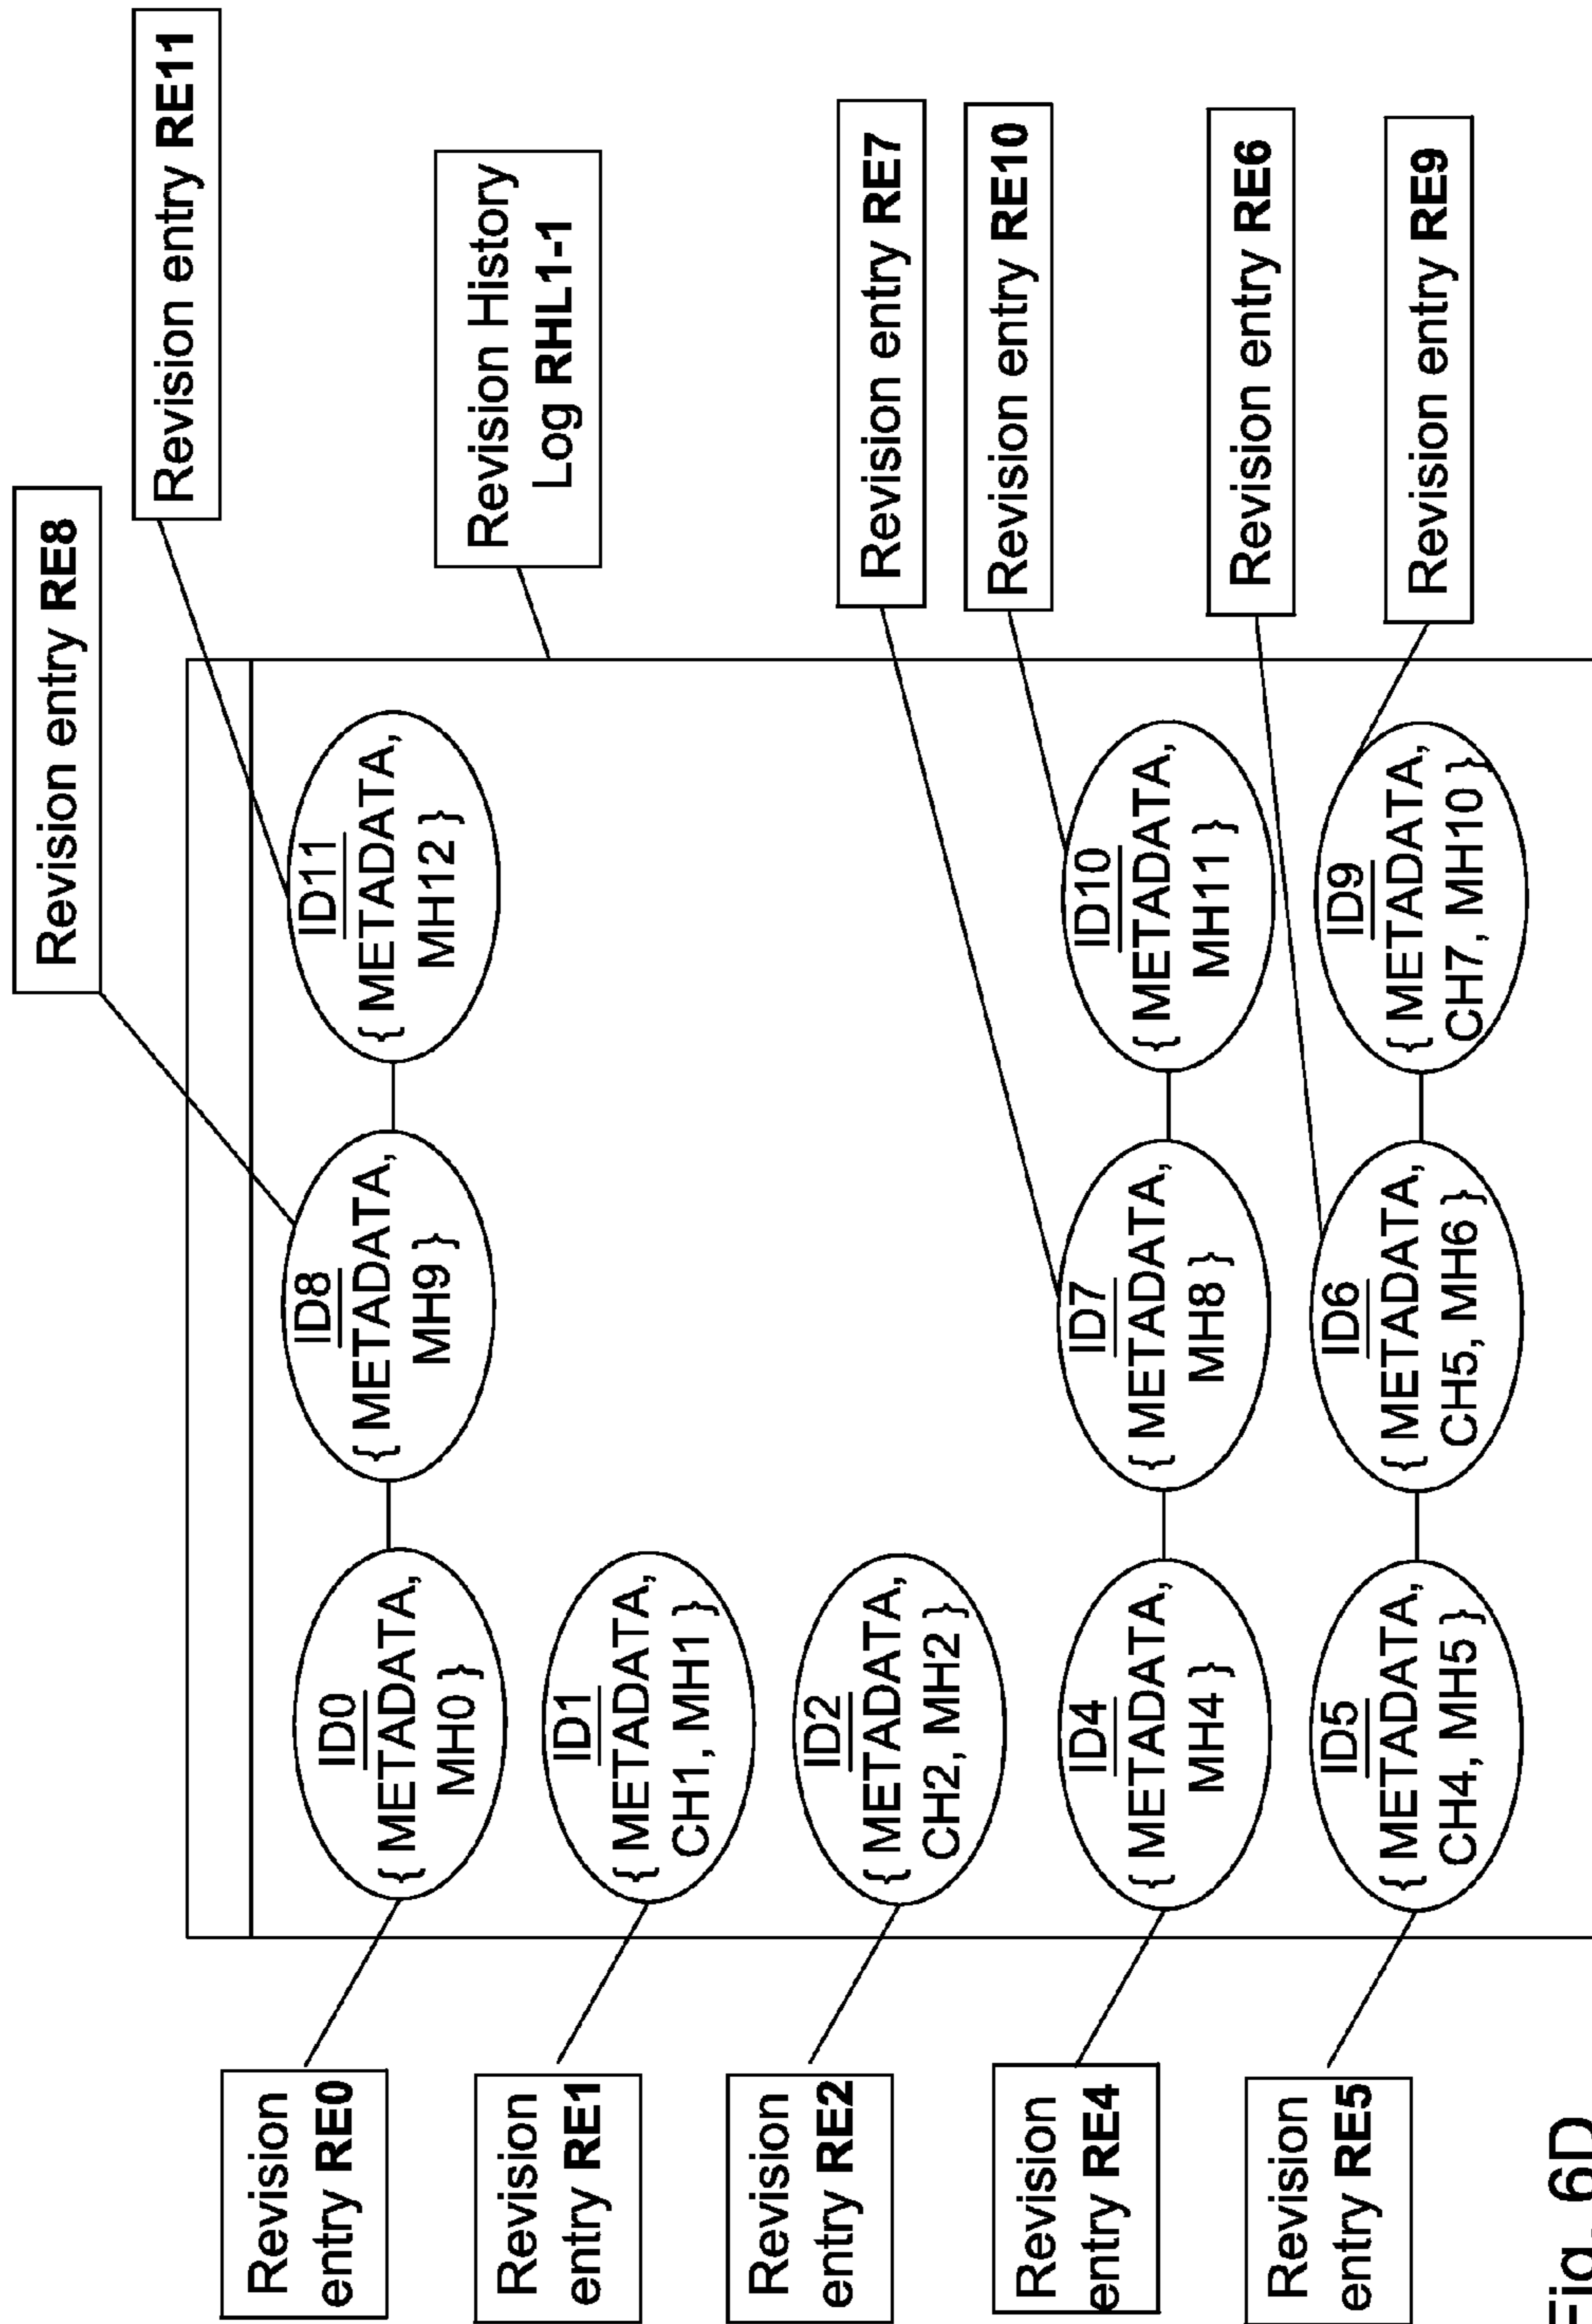 Revision entry RE8
Revision entry RE11
Revision History
Log RHL1-1
Revision
entry RE0
ID0
{ METADATA,
MH0 }
ID8
{ METADATA,
MH9 }
ID11
{ METADATA,
MH12 }
Revision
entry RE1
ID1
{ METADATA,
CH1, MH1 }
Revision
entry RE2
ID2
{ METADATA,
CH2, MH2 }
Revision entry RE7
Revision entry RE10
Revision
entry RE4
ID4
{ METADATA,
MH4 }
ID7
{ METADATA,
MH8 }
ID10
{ METADATA,
MH11 }
Revision entry RE6
Revision entry RE9
Revision
entry RE5
ID5
{ METADATA,
CH4, MH5 }
ID6
{ METADATA,
CH5, MH6 }
ID9
{ METADATA,
CH7, MH10 }
Fig. 6D